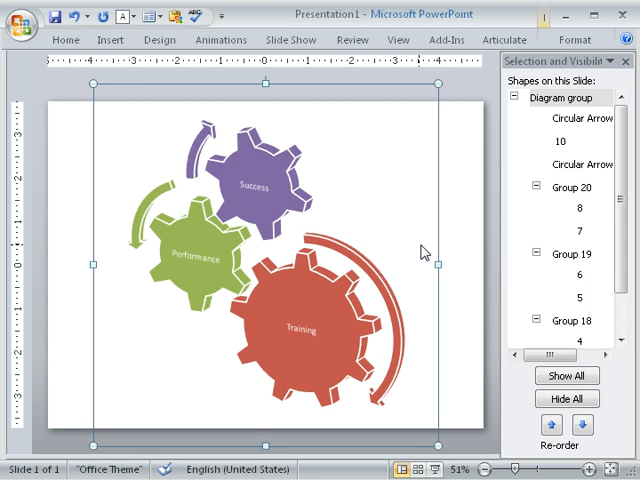 Presentation1 - Microsoft PowerPoint
Home Insert Design Animations Slide Show Review View Add-Ins Articulate Format
Selection and Visibilit
Shapes on this Slide:
Diagram group
Circular Arrow
10
Circular Arrow
Group 20
8
7
Group 19
6
5
Group 18
4
Show All
Hide All
Re-order
Success
Performance
Training
Slide 1 of 1 "Office Theme" English (United States) 51%